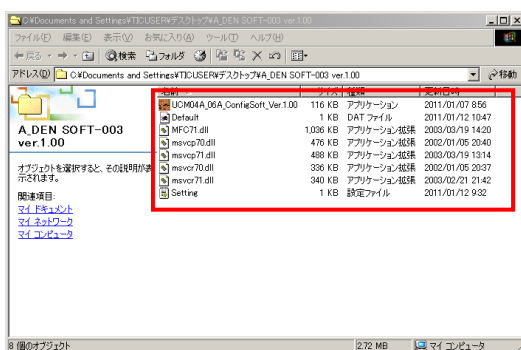 C:¥Documents and Settings¥TICUSER¥デスクトップ¥A_DEN SOFT-003 ver.1.00
ファイル(F) 編集(E) 表示(V) お気に入り(A) ツール(T) ヘルプ(H)
戻る 検索 フォルダ
アドレス(D) C:¥Documents and Settings¥TICUSER¥デスクトップ¥A_DEN SOFT-003 ver.1.00 移動
名前 サイズ 種類 更新日時
A_DEN SOFT-003
ver.1.00
オブジェクトを選択すると、その説明が表
示されます。
関連項目:
マイ ドキュメント
マイ ネットワーク
マイ コンピュータ
UCM04A_06A_ConfigSoft_Ver.1.00 116 KB アプリケーション 2011/01/07 8:56
Default 1 KB DAT ファイル 2011/01/12 10:47
MFC71.dll 1,036 KB アプリケーション拡張 2003/03/19 14:20
msvcp70.dll 476 KB アプリケーション拡張 2002/01/05 20:40
msvcp71.dll 488 KB アプリケーション拡張 2003/03/19 13:14
msvcr70.dll 336 KB アプリケーション拡張 2002/01/05 20:37
msvcr71.dll 340 KB アプリケーション拡張 2003/02/21 21:42
Setting 1 KB 設定ファイル 2011/01/12 9:32
8 個のオブジェクト 2.72 MB マイ コンピュータ